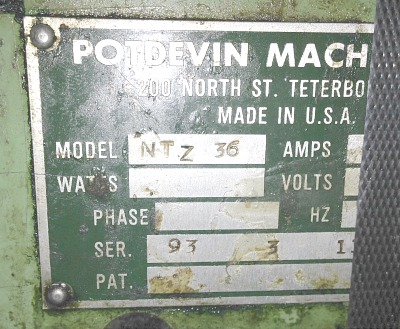 POTDEVIN MACH
200 NORTH ST. TETERBO
MADE IN U.S.A.
MODEL NTZ 36 AMPS
WATTS VOLTS
PHASE HZ
SER. 93 3 1
PAT.